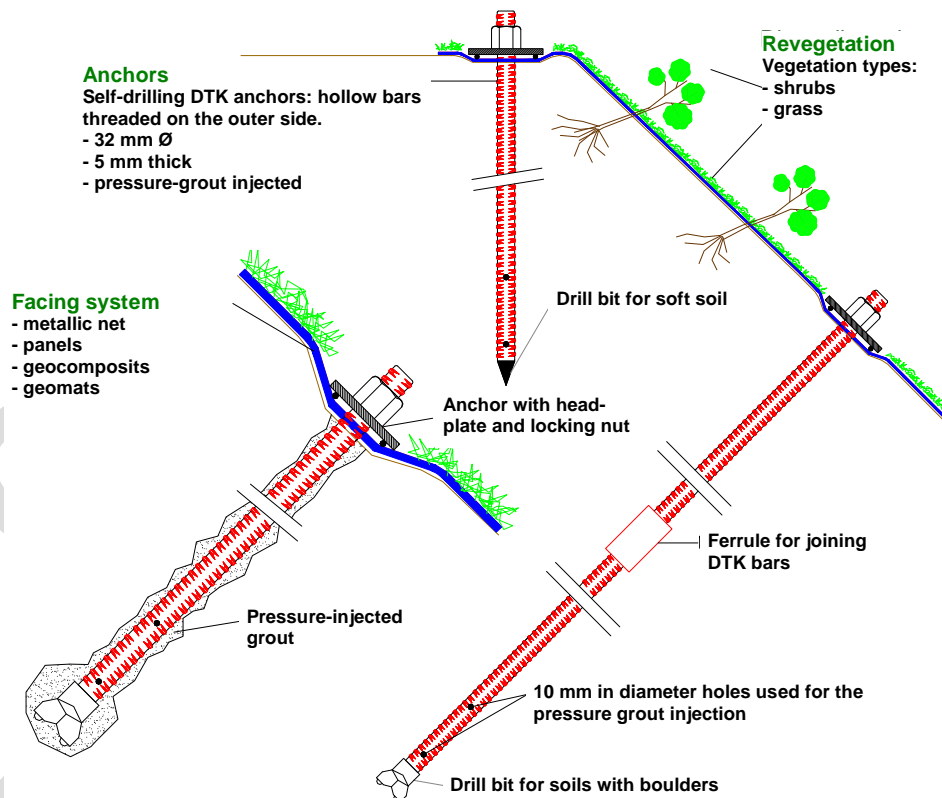 Revegetation
Vegetation types:
- shrubs
- grass
Anchors
Self-drilling DTK anchors: hollow bars
threaded on the outer side.
- 32 mm Ø
- 5 mm thick
- pressure-grout injected
Facing system
- metallic net
- panels
- geocomposits
- geomats
Drill bit for soft soil
Anchor with head-
plate and locking nut
Ferrule for joining
DTK bars
Pressure-injected
grout
10 mm in diameter holes used for the
pressure grout injection
Drill bit for soils with boulders